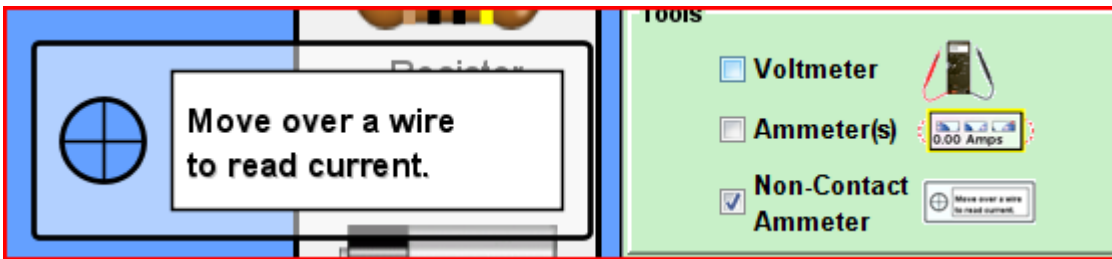 Resistor
Move over a wire
to read current.
Tools
Voltmeter
Ammeter(s)
0.00 Amps
Non-Contact
Ammeter
Move over a wire
to read current.